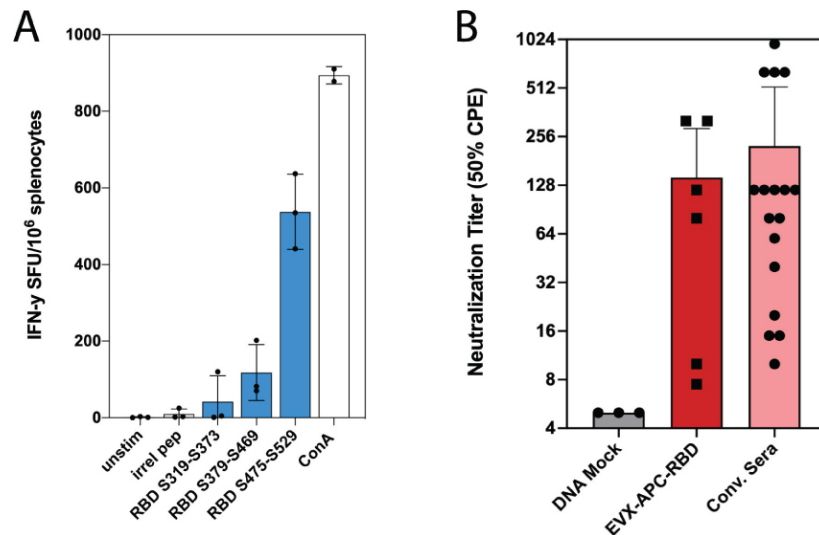 A
IFN-y SFU/10⁶ splenocytes
1000
800
600
400
200
0
unstim
irrel pep
RBD S319-S373
RBD S379-S469
RBD S475-S529
ConA
B
Neutralization Titer (50% CPE)
1024
512
256
128
64
32
16
8
4
DNA Mock
EVX-APC-RBD
Conv. Sera